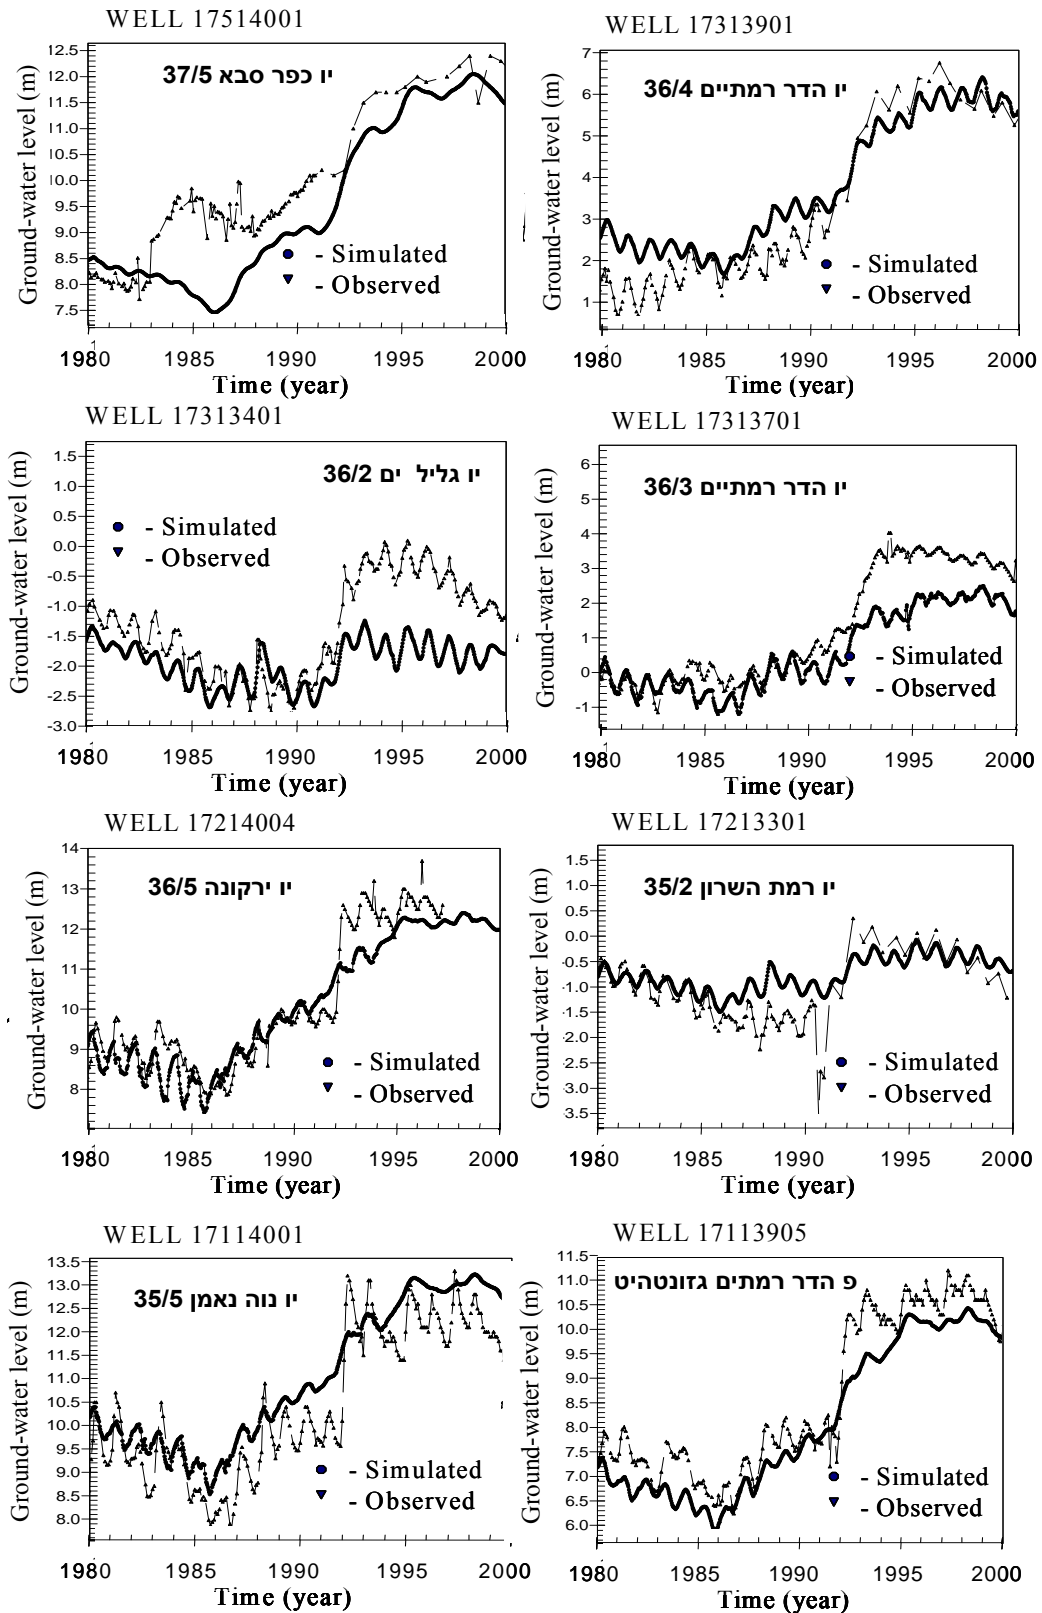 WELL 17514001
12.5
12.0
11.5
11.0
10.5
10.0
9.5
9.0
8.5
8.0
7.5
Ground-water level (m)
יו כפר סבא 37/5
- Simulated
- Observed
1980 1985 1990 1995 2000
Time (year)
WELL 17313901
7
6
5
4
3
2
1
Ground-water level (m)
יו הדר רמתיים 36/4
- Simulated
- Observed
1980 1985 1990 1995 2000
Time (year)
WELL 17313401
1.5
1.0
0.5
0.0
-0.5
-1.0
-1.5
-2.0
-2.5
-3.0
Ground-water level (m)
יו גליל ים 36/2
- Simulated
- Observed
1980 1985 1990 1995 2000
Time (year)
WELL 17313701
6
5
4
3
2
1
0
-1
Ground-water level (m)
יו הדר רמתיים 36/3
- Simulated
- Observed
1980 1985 1990 1995 2000
Time (year)
WELL 17214004
14
13
12
11
10
9
8
Ground-water level (m)
יו ירקונה 36/5
- Simulated
- Observed
1980 1985 1990 1995 2000
Time (year)
WELL 17213301
1.5
1.0
0.5
0.0
-0.5
-1.0
-1.5
-2.0
-2.5
-3.0
3.5
Ground-water level (m)
יו רמת השרון 35/2
- Simulated
- Observed
1980 1985 1990 1995 2000
Time (year)
WELL 17114001
13.5
13.0
12.5
12.0
11.5
11.0
10.5
10.0
9.5
9.0
8.5
8.0
Ground-water level (m)
יו נוה נאמן 35/5
- Simulated
- Observed
1980 1985 1990 1995 2000
Time (year)
WELL 17113905
11.5
11.0
10.5
10.0
9.5
9.0
8.5
8.0
7.5
7.0
6.5
6.0
Ground-water level (m)
פ הדר רמתים גזונטהיט
- Simulated
- Observed
1980 1985 1990 1995 2000
Time (year)